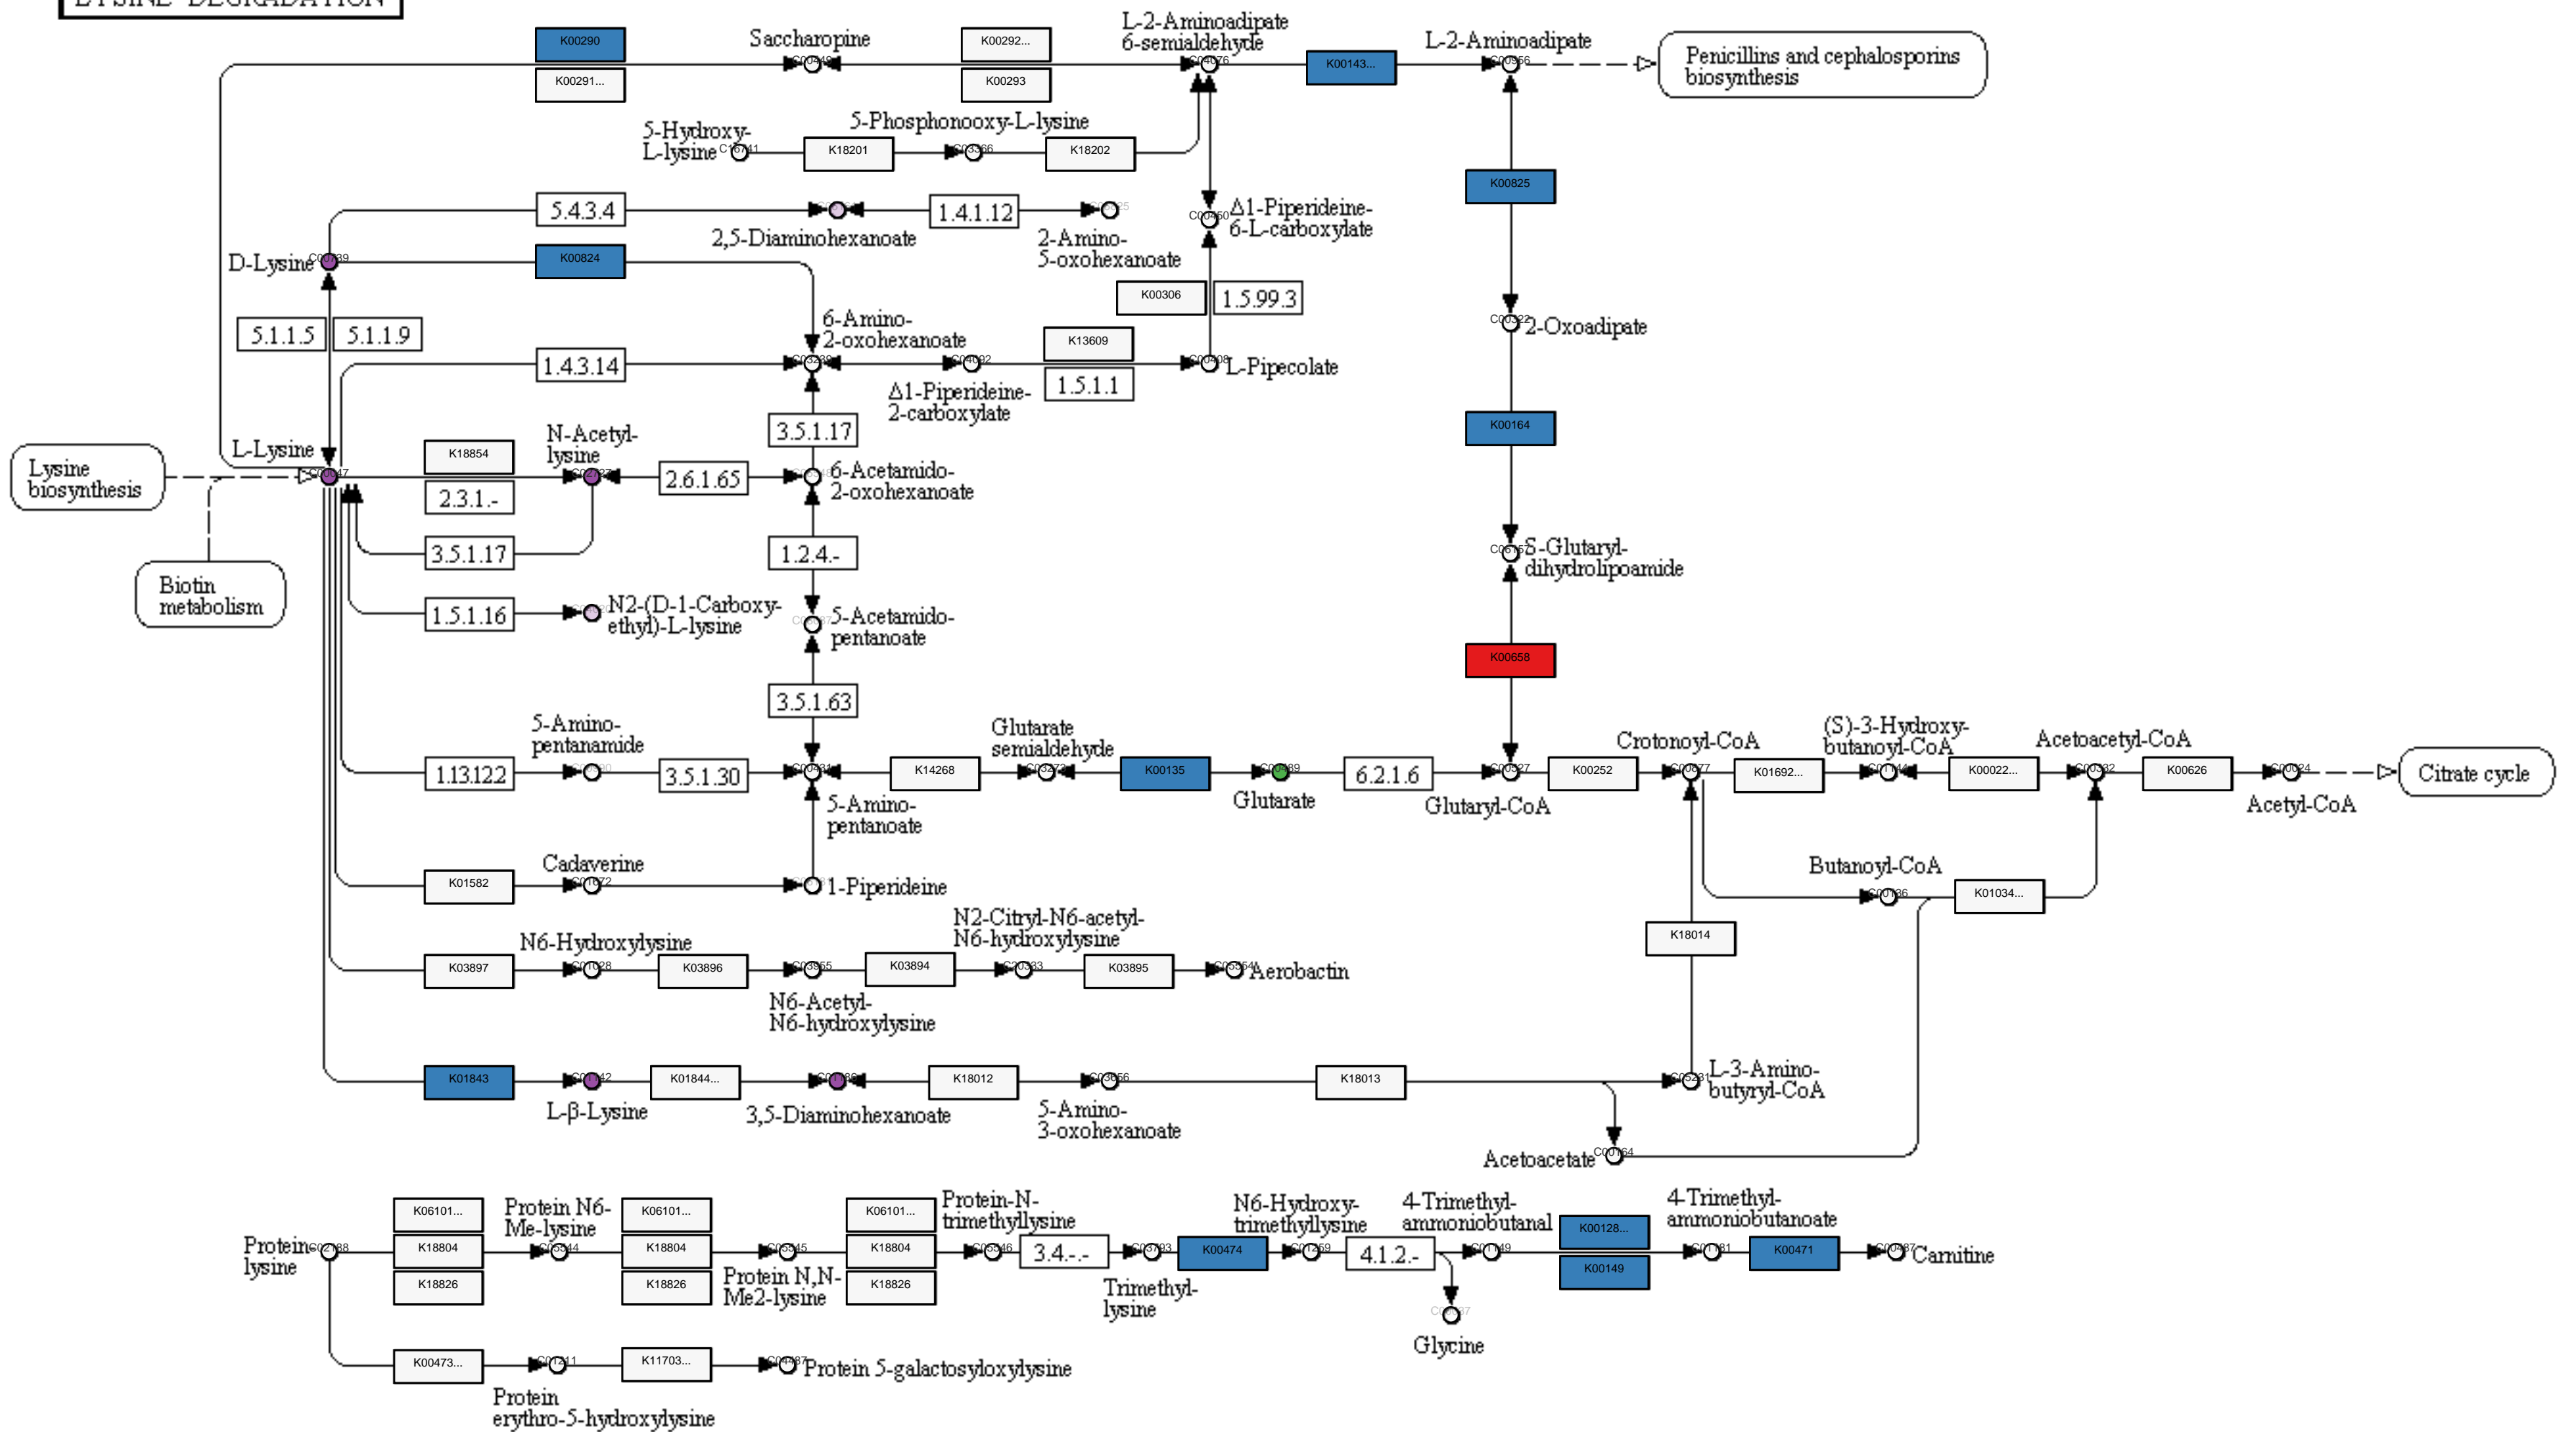 LYSINE DEGRADATION
K00290
K00291...
Saccharopine
K00292...
K00293
L-2-Aminoadipate
6-semialdehyde
K00143...
L-2-Aminoadipate
Penicillins and cephalosporins
biosynthesis
5-Hydroxy-
L-lysine
K18201
5-Phosphonooxy-L-lysine
K18202
K00825
5.4.3.4
2,5-Diaminohexanoate
1.4.1.12
2-Amino-
5-oxohexanoate
Δ1-Piperideine-
6-L-carboxylate
D-Lysine
K00824
K00306
1.5.99.3
5.1.1.5
5.1.1.9
6-Amino-
2-oxohexanoate
K13609
2-Oxoadipate
1.4.3.14
Δ1-Piperideine-
2-carboxylate
1.5.1.1
L-Pipecolate
3.5.1.17
K00164
L-Lysine
Lysine
biosynthesis
K18854
2.3.1.-
N-Acetyl-
lysine
2.6.1.65
6-Acetamido-
2-oxohexanoate
3.5.1.17
1.2.4.-
S-Glutaryl-
dihydrolipoamide
Biotin
metabolism
1.5.1.16
N2-(D-1-Carboxy-
ethyl)-L-lysine
5-Acetamido-
pentanoate
K00658
3.5.1.63
5-Amino-
pentanamide
1.13.122
3.5.1.30
5-Amino-
pentanoate
K14268
Glutarate
semialdehyde
K00135
Glutarate
6.2.1.6
Glutaryl-CoA
K00252
Crotonoyl-CoA
K01692...
(S)-3-Hydroxy-
butanoyl-CoA
K00022...
Acetoacetyl-CoA
K00626
Acetyl-CoA
Citrate cycle
K01582
Cadaverine
1-Piperideine
Butanoyl-CoA
K01034...
K18014
K03897
N6-Hydroxylysine
K03896
N6-Acetyl-
N6-hydroxylysine
K03894
N2-Citryl-N6-acetyl-
N6-hydroxylysine
K03895
Aerobactin
K01843
L-β-Lysine
K01844...
3,5-Diaminohexanoate
K18012
5-Amino-
3-oxohexanoate
K18013
L-3-Amino-
butyryl-CoA
Acetoacetate
Protein-
lysine
K06101...
K18804
K18826
Protein N6-
Me-lysine
K06101...
K18804
K18826
Protein N,N-
Me2-lysine
K06101...
K18804
K18826
Protein-N-
trimethyllysine
3.4.-.-
Trimethyl-
lysine
K00474
N6-Hydroxy-
trimethyllysine
4.1.2.-
Glycine
4-Trimethyl-
ammoniobutanal
K00128...
K00149
4-Trimethyl-
ammoniobutanoate
K00471
Carnitine
K00473...
Protein
erythro-5-hydroxylysine
K11703...
Protein 5-galactosyloxylysine